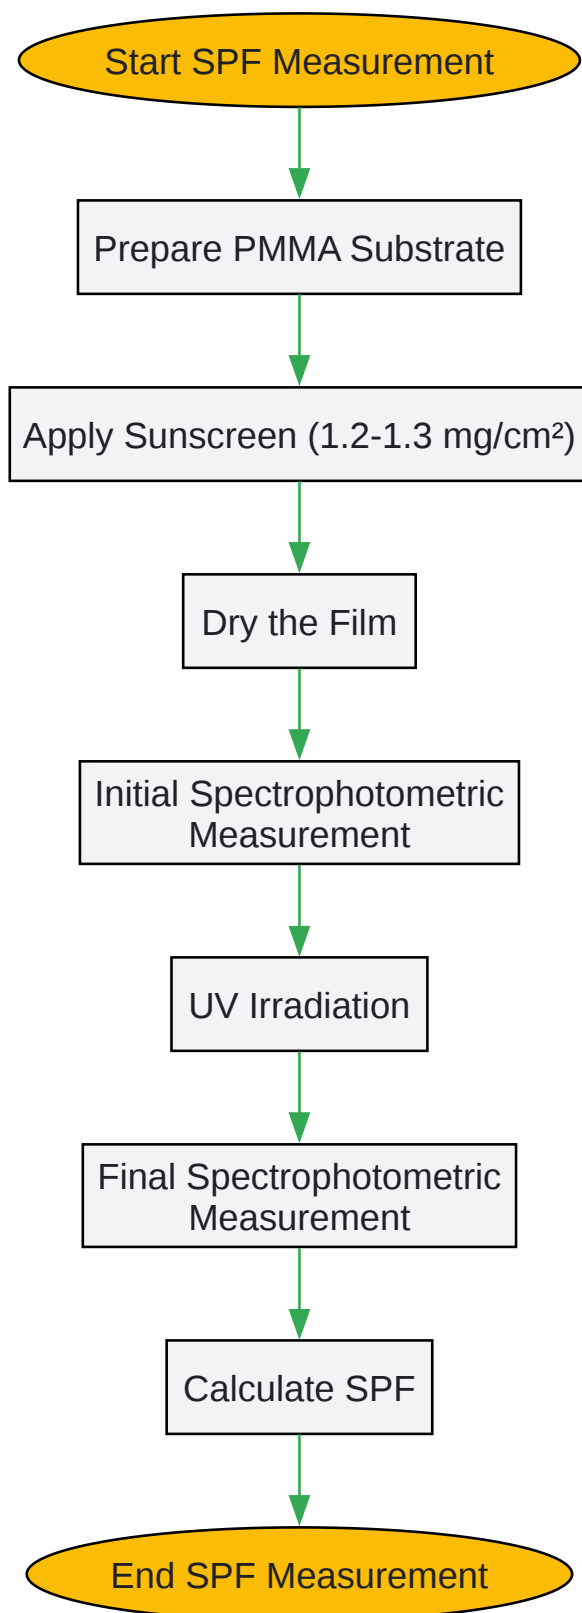 Start SPF Measurement
Prepare PMMA Substrate
Apply Sunscreen (1.2-1.3 mg/cm²)
Dry the Film
Initial Spectrophotometric
Measurement
UV Irradiation
Final Spectrophotometric
Measurement
Calculate SPF
End SPF Measurement